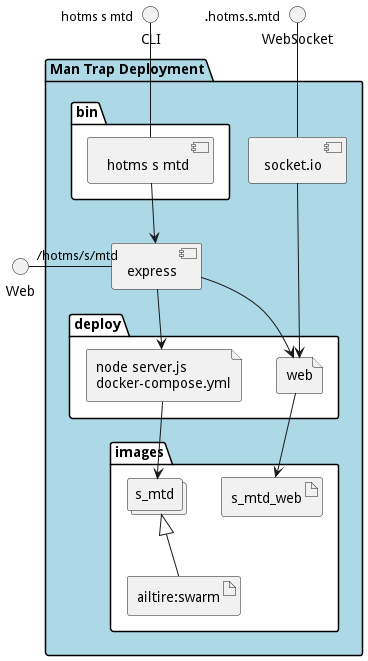 hotms s mtd
.hotms.s.mtd
CLI
WebSocket
Man Trap Deployment
bin
hotms s mtd
socket.io
/hotms/s/mtd
express
Web
deploy
node server.js
docker-compose.yml
web
images
s_mtd
s_mtd_web
ailtire:swarm